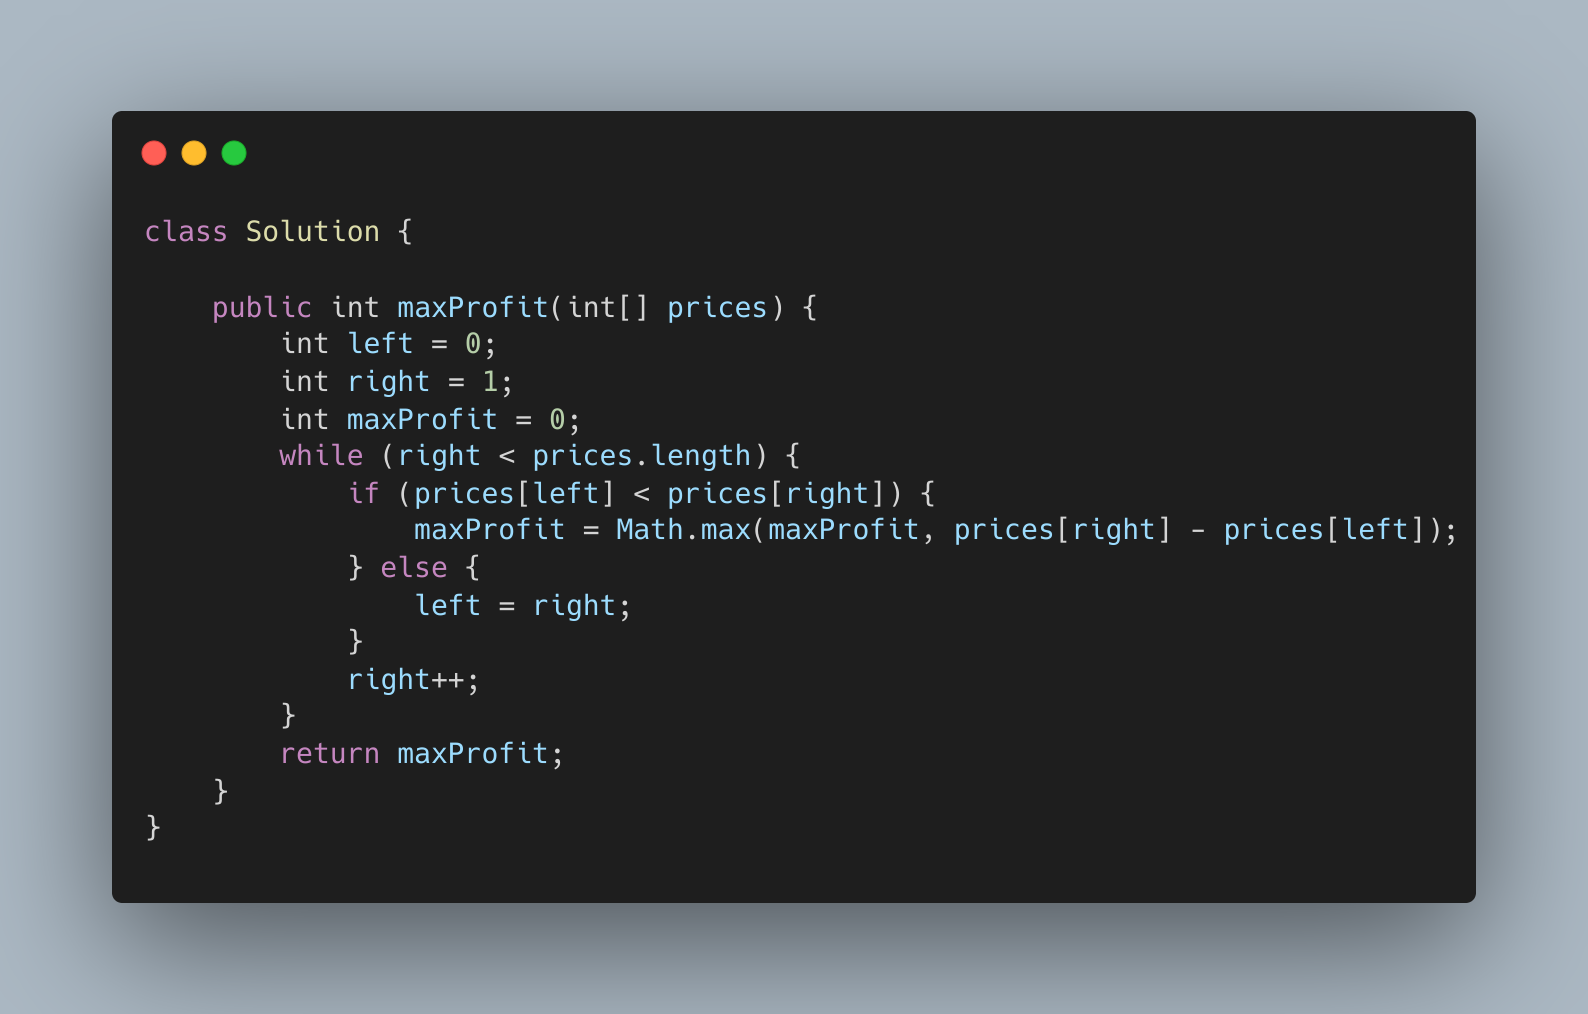 class Solution {
    public int maxProfit(int[] prices) {
        int left = 0;
        int right = 1;
        int maxProfit = 0;
        while (right < prices.length) {
            if (prices[left] < prices[right]) {
                maxProfit = Math.max(maxProfit, prices[right] - prices[left]);
            } else {
                left = right;
            }
            right++;
        }
        return maxProfit;
    }
}